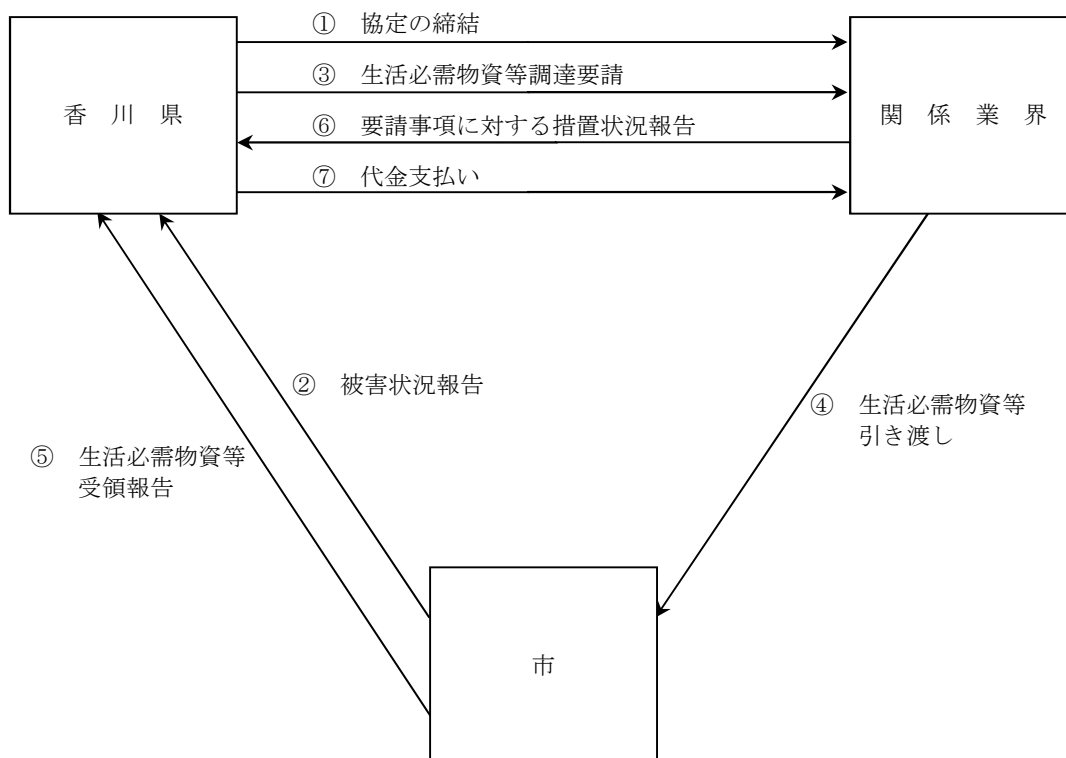 ① 協定の締結
③ 生活必需物資等調達要請
香 川 県
関 係 業 界
⑥ 要請事項に対する措置状況報告
⑦ 代金支払い
② 被害状況報告
④ 生活必需物資等
引き渡し
⑤ 生活必需物資等
受領報告
市